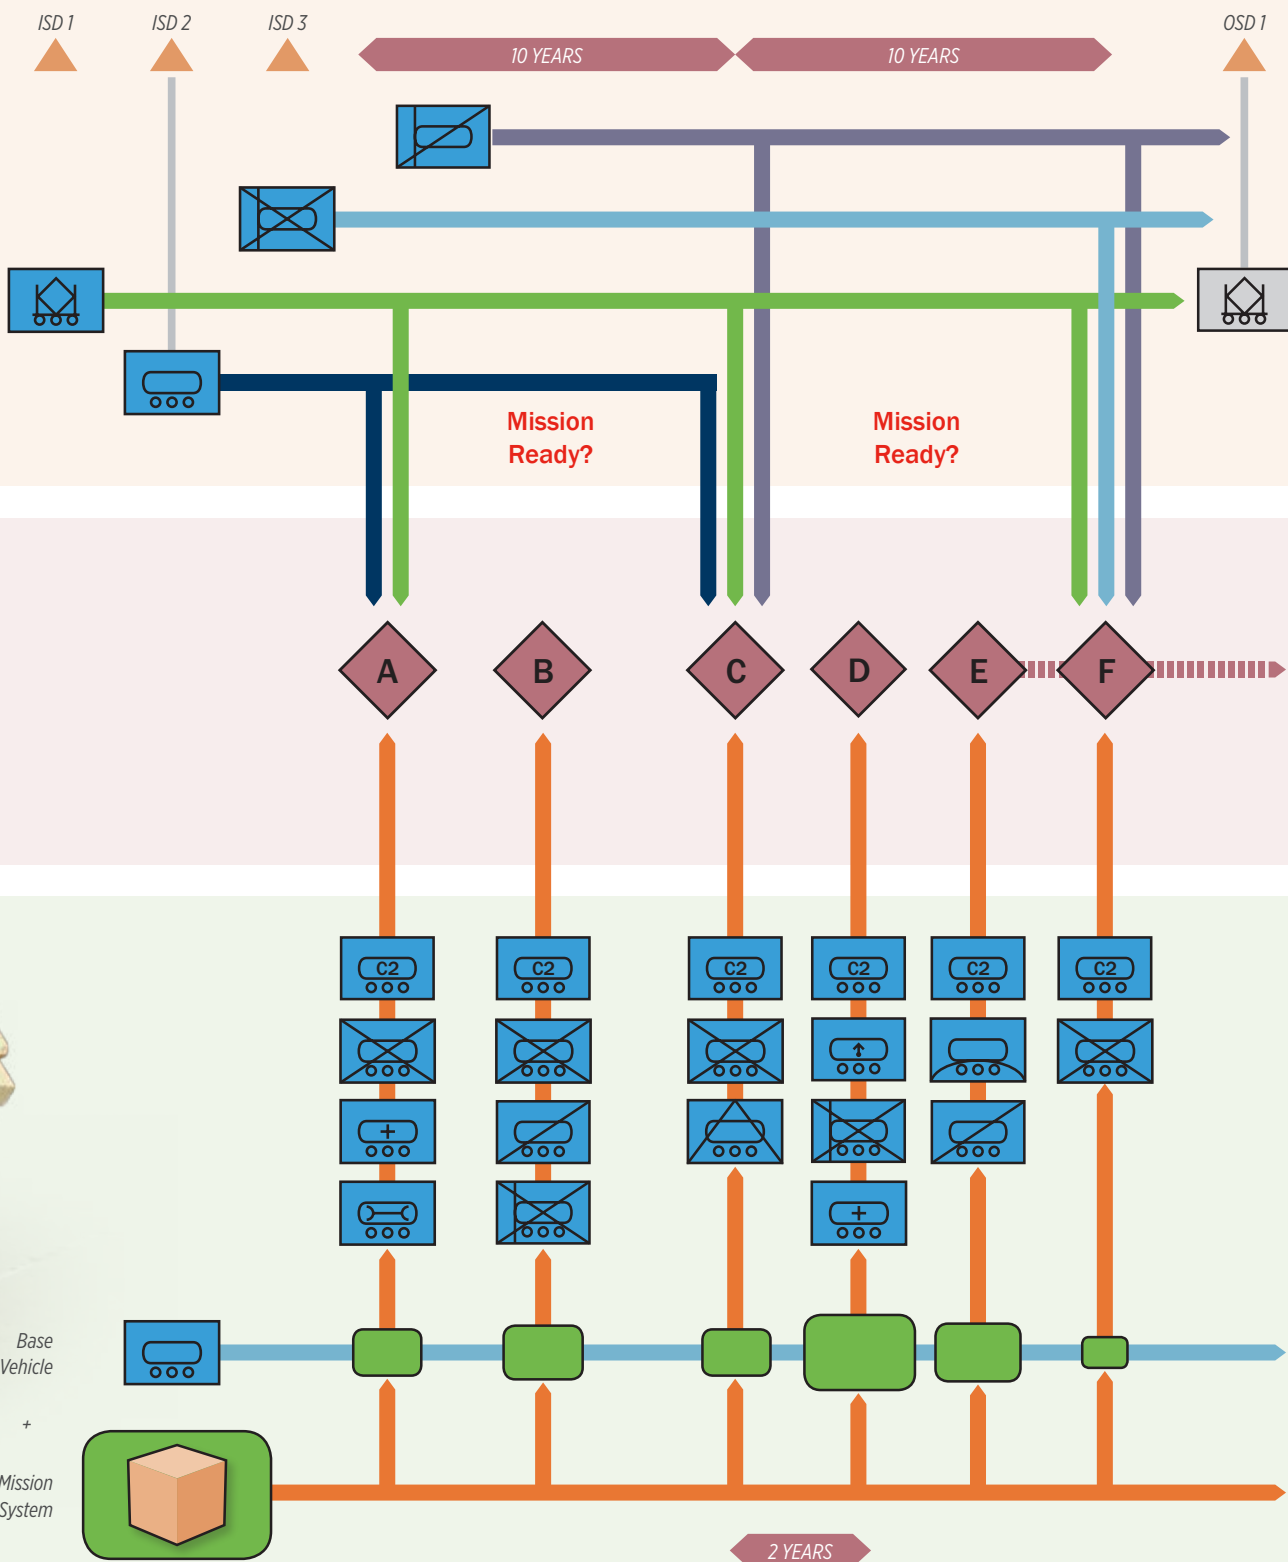 ISD 1
ISD 2
ISD 3
OSD 1
10 YEARS
10 YEARS
Mission
Ready?
Mission
Ready?
A
B
C
D
E
F
C2
C2
C2
C2
C2
C2
Base
Vehicle
+
Mission
System
2 YEARS